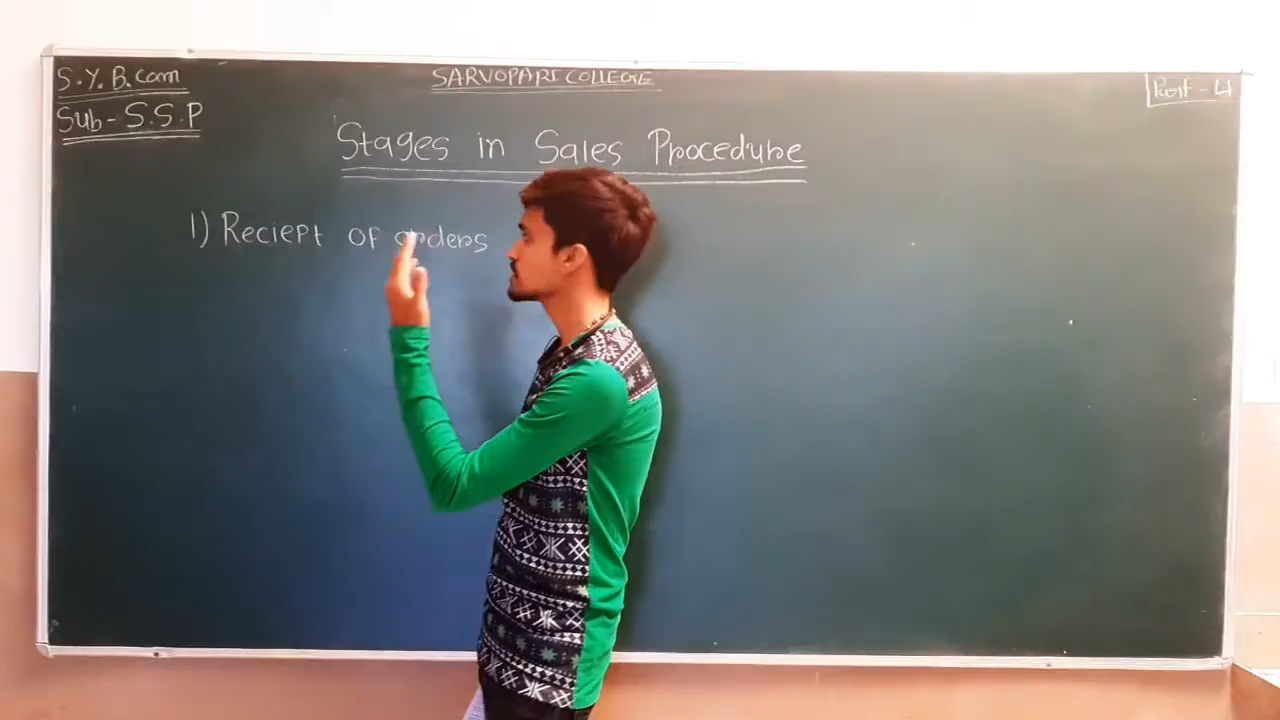 S.Y. B.com
SARVOPARI COLLEGE
Part - 4
Sub - S.S.P
Stages in Sales Procedure
1) Reciept of orders